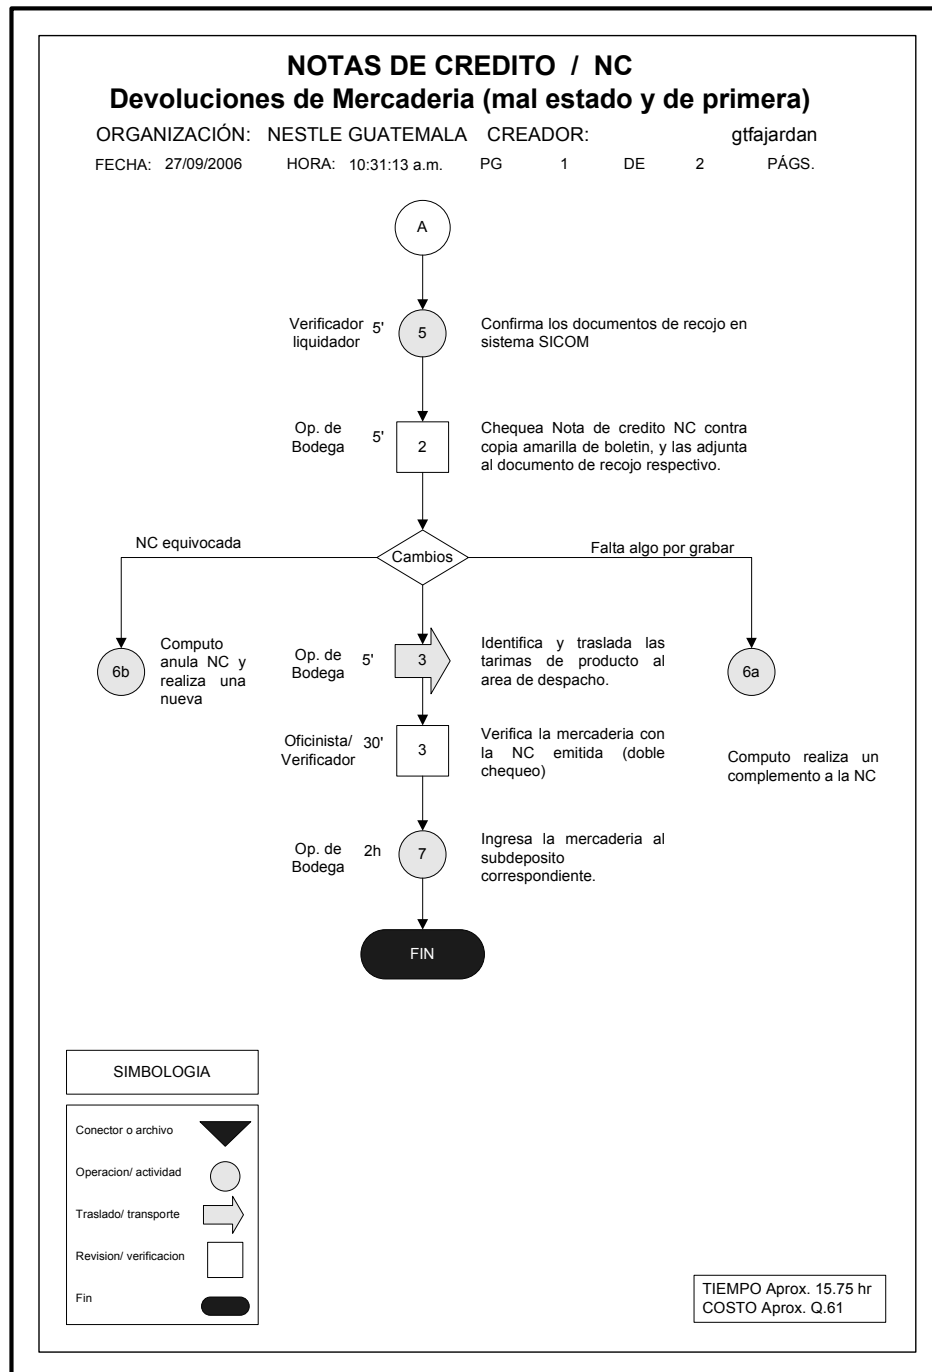 NOTAS DE CREDITO / NC
Devoluciones de Mercaderia (mal estado y de primera)
ORGANIZACIÓN: NESTLE GUATEMALA CREADOR: gtfajardan
FECHA: 27/09/2006 HORA: 10:31:13 a.m. PG 1 DE 2 PÁGS.
A
Verificador
liquidador
5'
5
Confirma los documentos de recojo en
sistema SICOM
Op. de
Bodega
5'
2
Chequea Nota de credito NC contra
copia amarilla de boletin, y las adjunta
al documento de recojo respectivo.
NC equivocada
Cambios
Falta algo por grabar
6b
Computo
anula NC y
realiza una
nueva
Op. de
Bodega
5'
3
Identifica y traslada las
tarimas de producto al
area de despacho.
6a
Computo realiza un
complemento a la NC
Oficinista/
Verificador
30'
3
Verifica la mercaderia con
la NC emitida (doble
chequeo)
Op. de
Bodega
2h
7
Ingresa la mercaderia al
subdeposito
correspondiente.
FIN
SIMBOLOGIA
Conector o archivo
Operacion/ actividad
Traslado/ transporte
Revision/ verificacion
Fin
TIEMPO Aprox. 15.75 hr
COSTO Aprox. Q.61